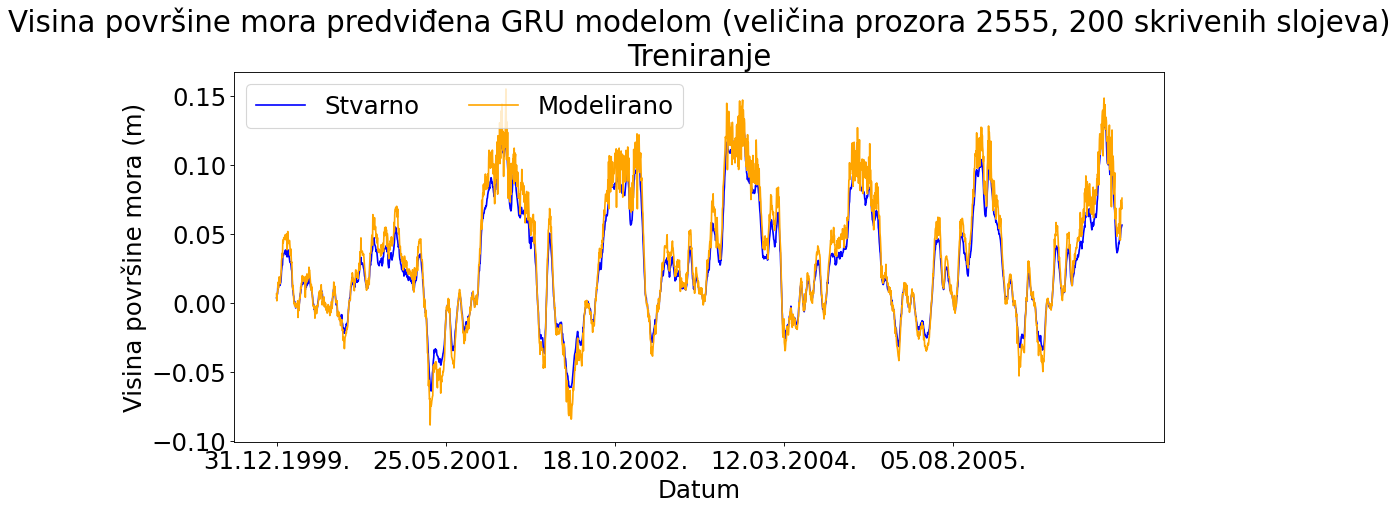 Visina površine mora predviđena GRU modelom (veličina prozora 2555, 200 skrivenih slojeva)
Treniranje
Stvarno
Modelirano
Visina površine mora (m)
0.15
0.10
0.05
0.00
−0.05
−0.10
31.12.1999.
25.05.2001.
18.10.2002.
12.03.2004.
05.08.2005.
Datum